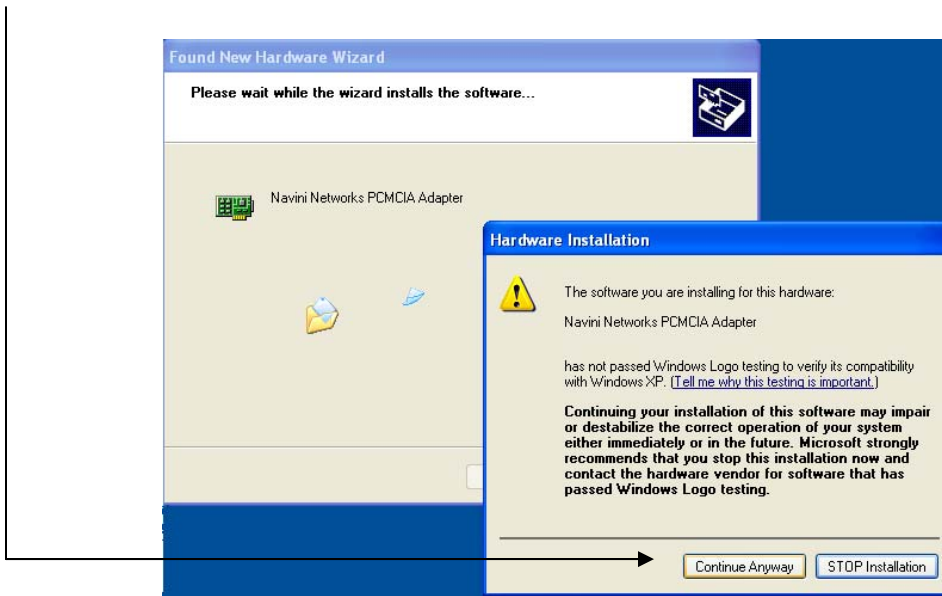 Found New Hardware Wizard
Please wait while the wizard installs the software...
Navini Networks PCMCIA Adapter
Hardware Installation
The software you are installing for this hardware:
Navini Networks PCMCIA Adapter
has not passed Windows Logo testing to verify its compatibility
with Windows XP. (Tell me why this testing is important.)
Continuing your installation of this software may impair
or destabilize the correct operation of your system
either immediately or in the future. Microsoft strongly
recommends that you stop this installation now and
contact the hardware vendor for software that has
passed Windows Logo testing.
Continue Anyway
STOP Installation